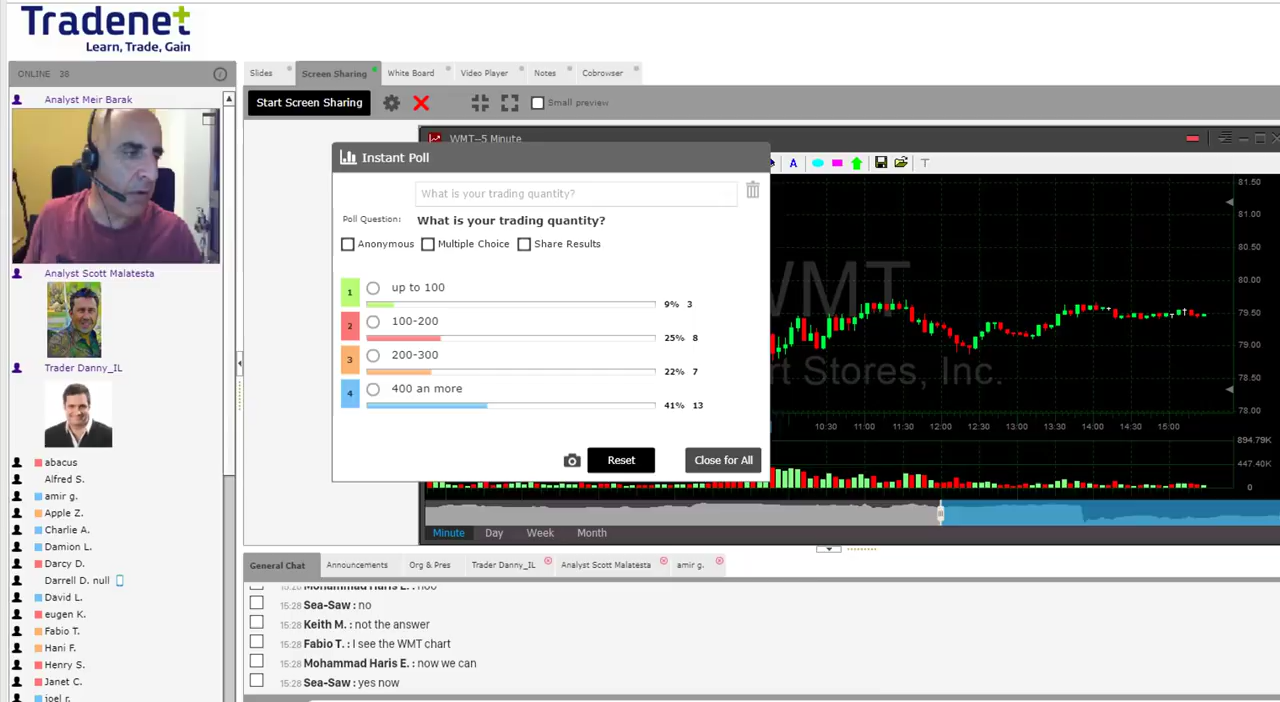 Tradenet
Learn, Trade, Gain
ONLINE 38
Analyst Meir Barak
Analyst Scott Malatesta
Trader Danny_IL
abacus
Alfred S.
amir g.
Apple Z.
Charlie A.
Damion L.
Darcy D.
Darrell D. null
David L.
eugen K.
Fabio T.
Hani F.
Henry S.
Janet C.
joel r.
Slides
Screen Sharing
White Board
Video Player
Notes
Cobrowser
Start Screen Sharing
Small preview
WMT--5 Minute
Instant Poll
What is your trading quantity?
Poll Question: What is your trading quantity?
Anonymous Multiple Choice Share Results
1 up to 100
9% 3
2 100-200
25% 8
3 200-300
22% 7
4 400 an more
41% 13
Reset
Close for All
A
T
WMT
rt Stores, Inc.
81.50
81.00
80.50
80.00
79.50
79.00
78.50
78.00
10:30 11:00 11:30 12:00 12:30 13:00 13:30 14:00 14:30 15:00
894.79K
447.40K
0
Minute Day Week Month
General Chat
Announcements
Org & Pres
Trader Danny_IL
Analyst Scott Malatesta
amir g.
15:28 Mohammad Haris E. : noo
15:28 Sea-Saw : no
15:28 Keith M. : not the answer
15:28 Fabio T. : I see the WMT chart
15:28 Mohammad Haris E. : now we can
15:28 Sea-Saw : yes now